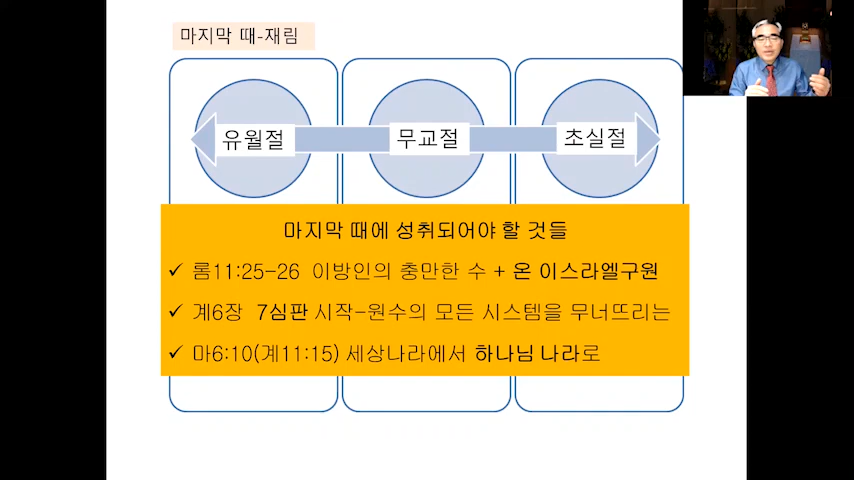 마지막 때-재림
유월절
무교절
초실절
마지막 때에 성취되어야 할 것들
✓ 롬11:25-26 이방인의 충만한 수 + 온 이스라엘구원
✓ 계6장 7심판 시작-원수의 모든 시스템을 무너뜨리는
✓ 마6:10(계11:15) 세상나라에서 하나님 나라로